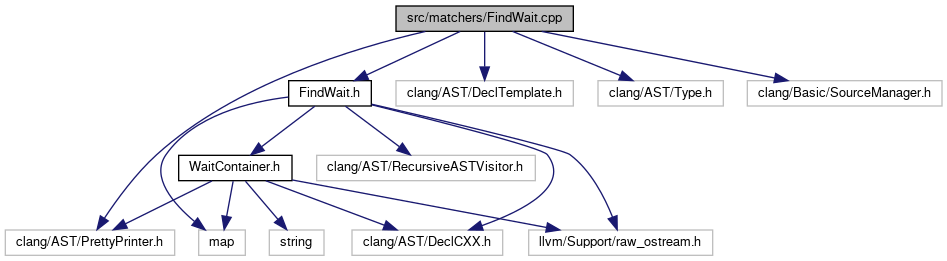 src/matchers/FindWait.cpp
FindWait.h
clang/AST/DeclTemplate.h
clang/AST/Type.h
clang/Basic/SourceManager.h
WaitContainer.h
clang/AST/RecursiveASTVisitor.h
clang/AST/PrettyPrinter.h
map
string
clang/AST/DeclCXX.h
llvm/Support/raw_ostream.h